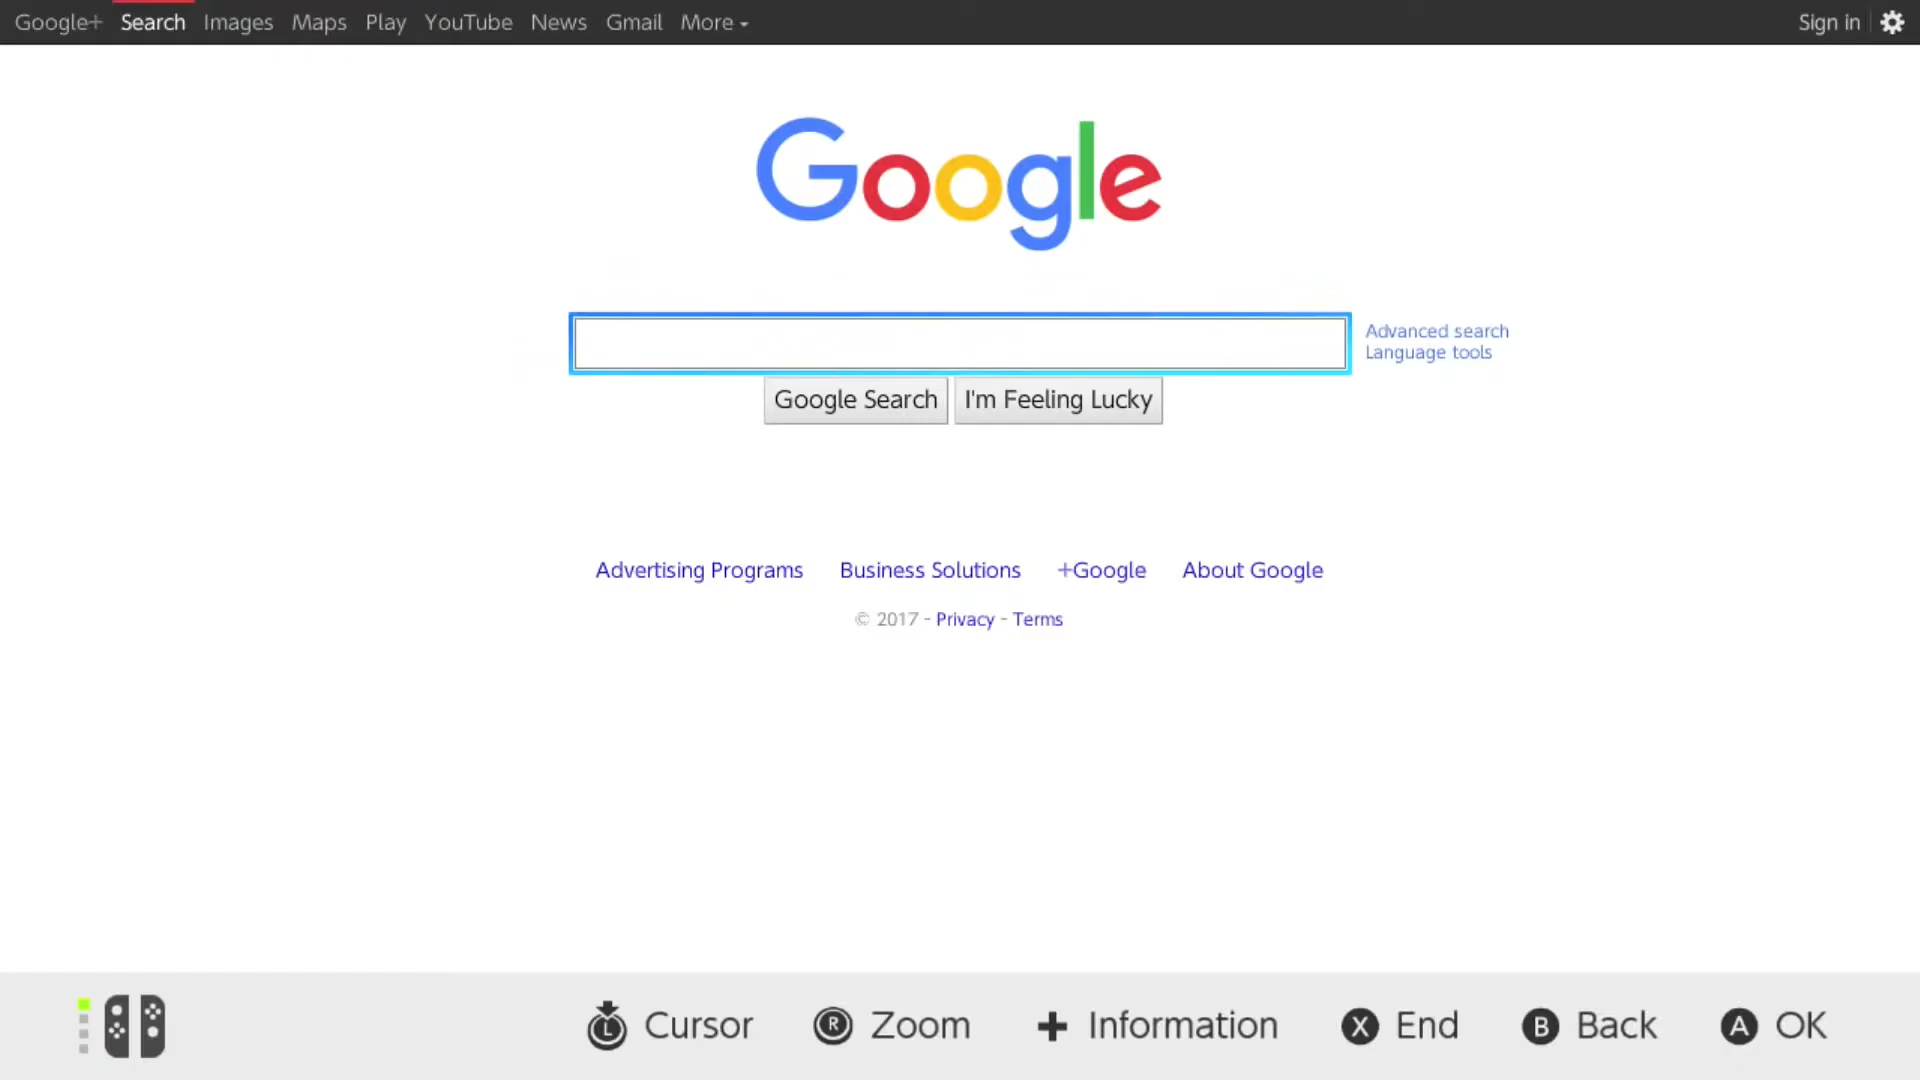 Google+ Search Images Maps Play YouTube News Gmail More Sign in
Google
Advanced search
Language tools
Google Search I'm Feeling Lucky
Advertising Programs Business Solutions +Google About Google
© 2017 - Privacy - Terms
L Cursor R Zoom + Information X End B Back A OK